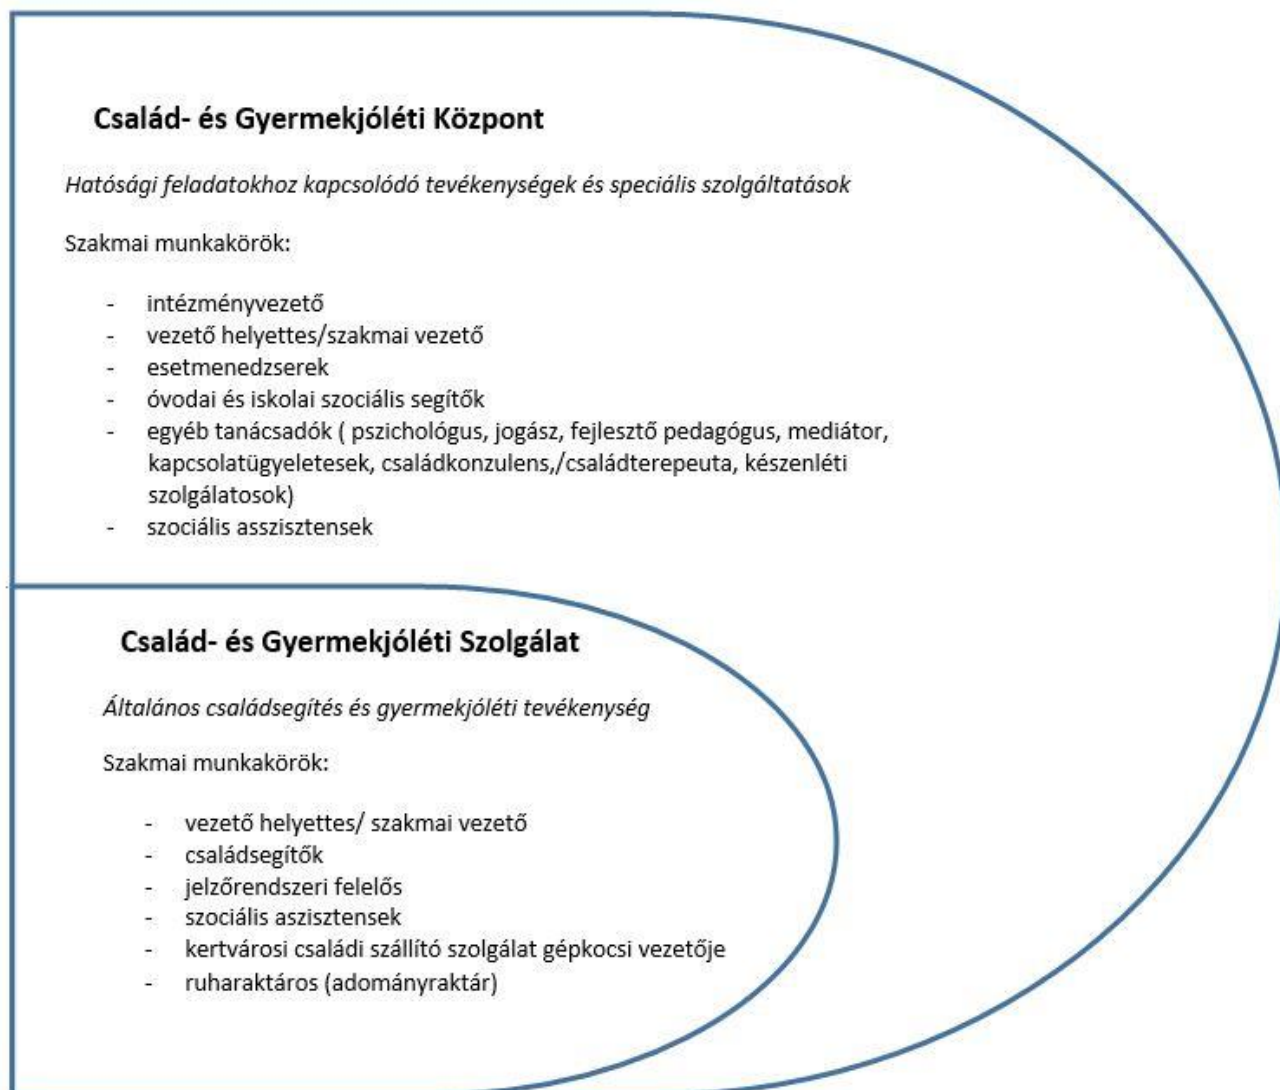 Család- és Gyermekjóléti Központ
Hatósági feladatokhoz kapcsolódó tevékenységek és speciális szolgáltatások
Szakmai munkakörök:
- intézményvezető
- vezető helyettes/szakmai vezető
- esetmenedzserek
- óvodai és iskolai szociális segítők
- egyéb tanácsadók ( pszichológus, jogász, fejlesztő pedagógus, mediátor,
kapcsolatügyeletesek, családkonzulens,/családterepeuta, készenléti
szolgálatosok)
- szociális asszisztensek
Család- és Gyermekjóléti Szolgálat
Általános családsegítés és gyermekjóléti tevékenység
Szakmai munkakörök:
- vezető helyettes/ szakmai vezető
- családsegítők
- jelzőrendszeri felelős
- szociális aszisztensek
- kertvárosi családi szállító szolgálat gépkocsi vezetője
- ruharaktáros (adományraktár)